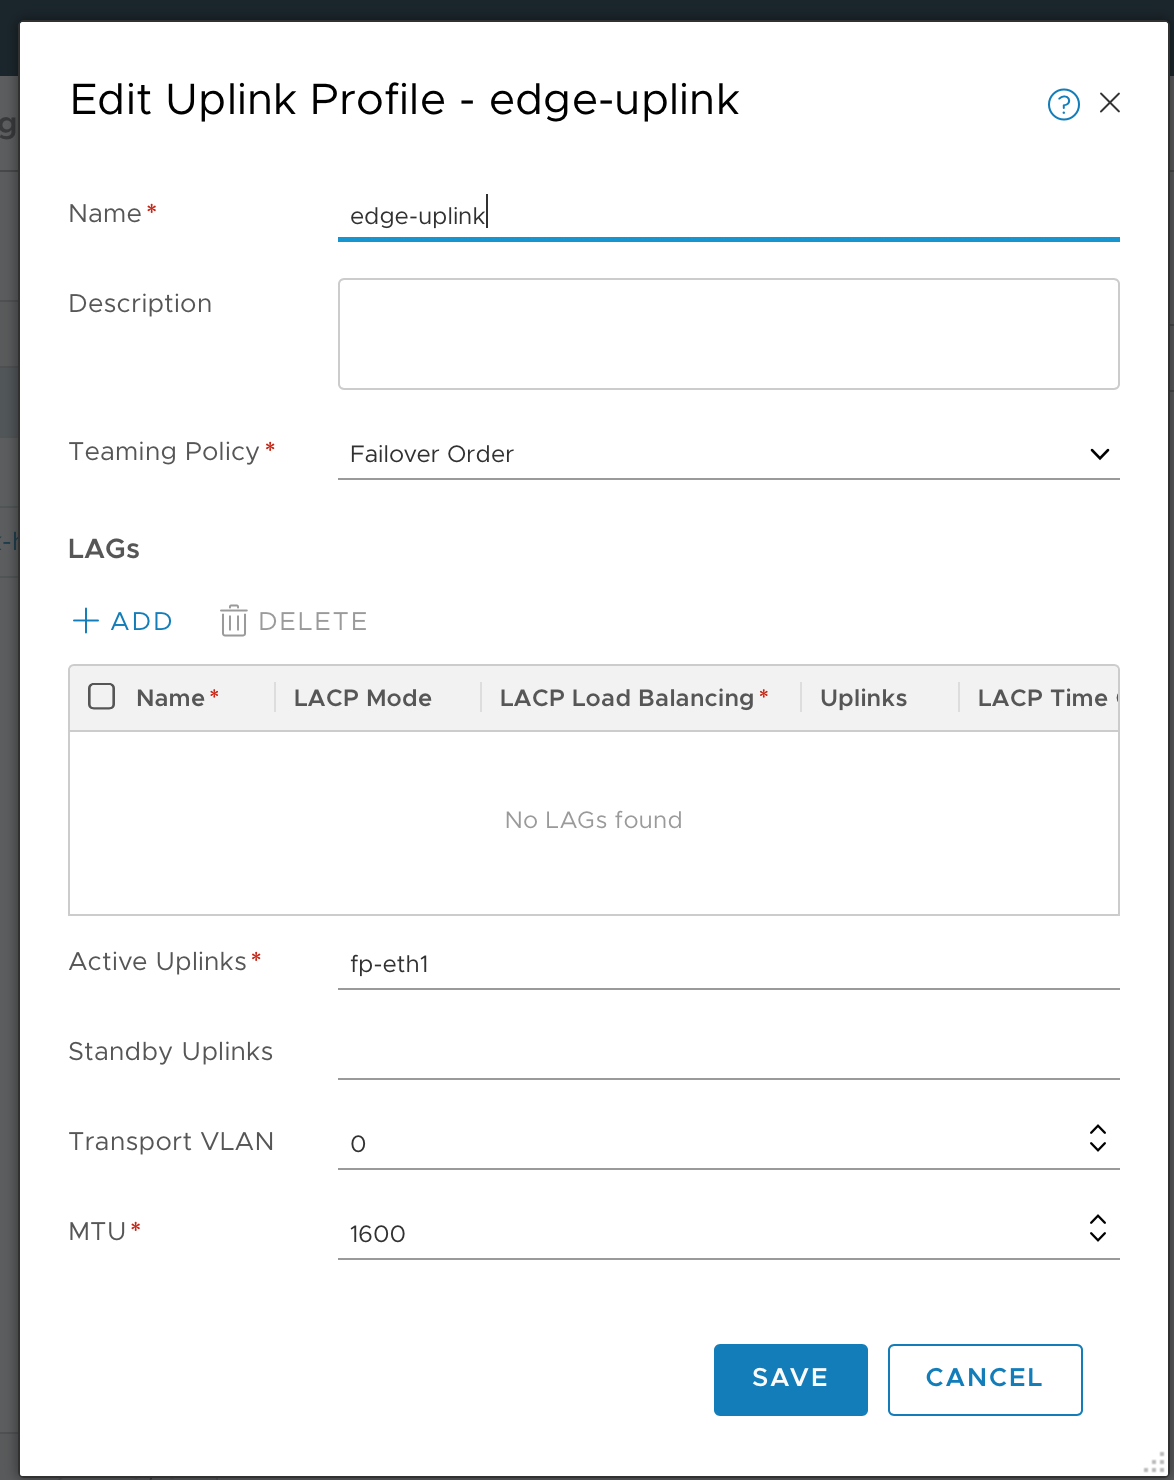 Edit Uplink Profile - edge-uplink
Name*
edge-uplink
Description
Teaming Policy*
Failover Order
LAGs
ADD
DELETE
Name* LACP Mode LACP Load Balancing* Uplinks LACP Time
No LAGs found
Active Uplinks*
fp-eth1
Standby Uplinks
Transport VLAN
0
MTU*
1600
SAVE
CANCEL